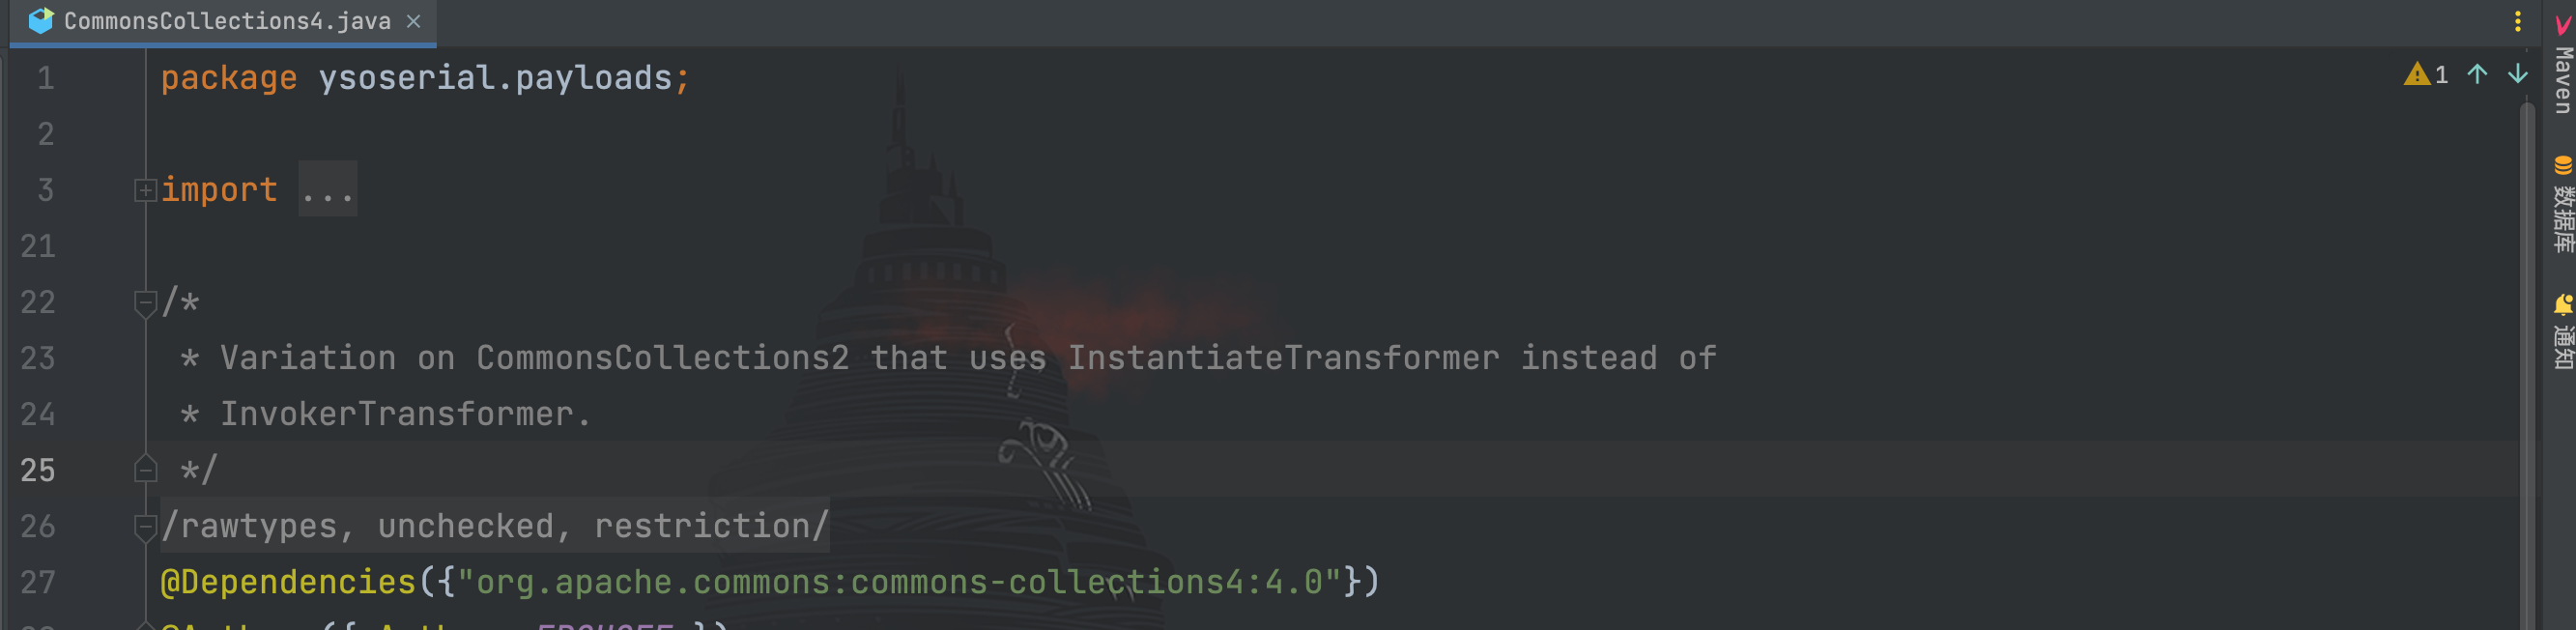 CommonsCollections4.java
1 package ysoserial.payloads;
2
3 import ...
21
22 /*
23 * Variation on CommonsCollections2 that uses InstantiateTransformer instead of
24 * InvokerTransformer.
25 */
26 /rawtypes, unchecked, restriction/
27 @Dependencies({"org.apache.commons:commons-collections4:4.0"})
1
Maven
数据库
通知